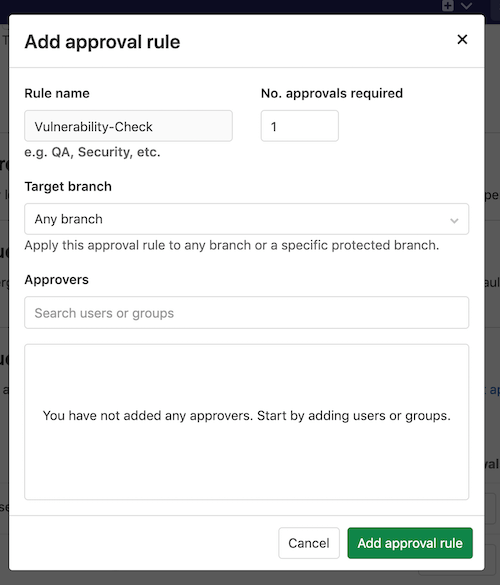 Add approval rule
Rule name
No. approvals required
Vulnerability-Check
1
e.g. QA, Security, etc.
Target branch
Any branch
Apply this approval rule to any branch or a specific protected branch.
Approvers
Search users or groups
You have not added any approvers. Start by adding users or groups.
Cancel
Add approval rule